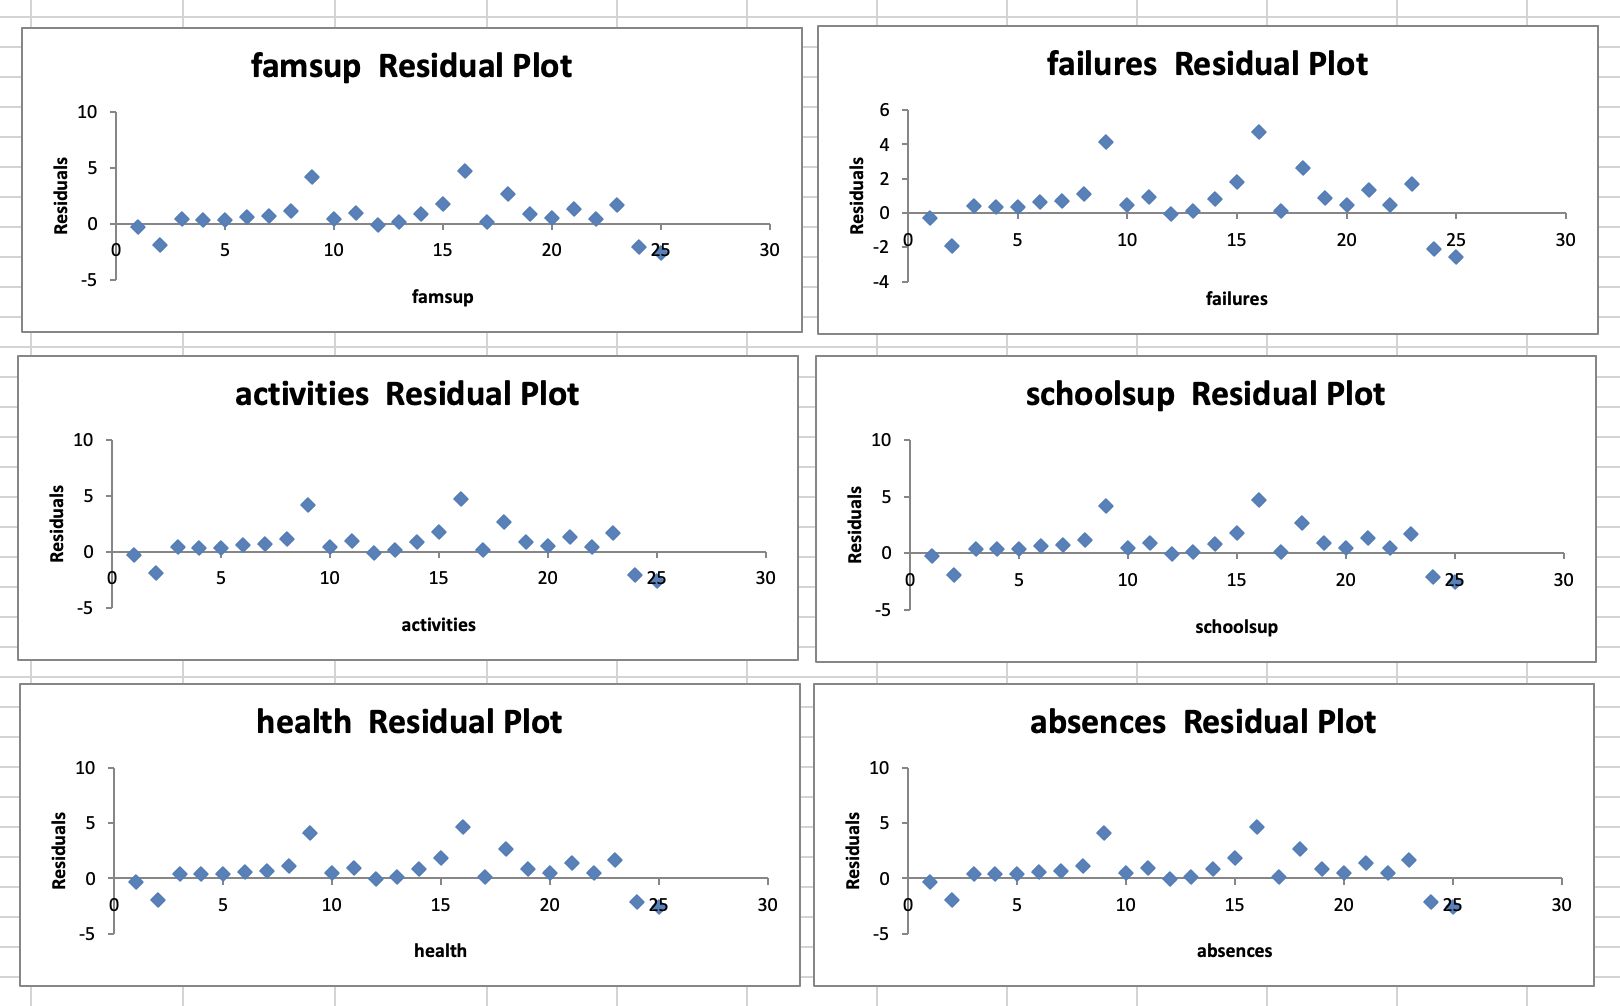 famsup  Residual Plot
10
5
0
-5
Residuals
0 5 10 15 20 25 30
famsup
failures  Residual Plot
6
4
2
0
-2
-4
Residuals
0 5 10 15 20 25 30
failures
activities  Residual Plot
10
5
0
-5
Residuals
0 5 10 15 20 25 30
activities
schoolsup  Residual Plot
10
5
0
-5
Residuals
0 5 10 15 20 25 30
schoolsup
health  Residual Plot
10
5
0
-5
Residuals
0 5 10 15 20 25 30
health
absences  Residual Plot
10
5
0
-5
Residuals
0 5 10 15 20 25 30
absences